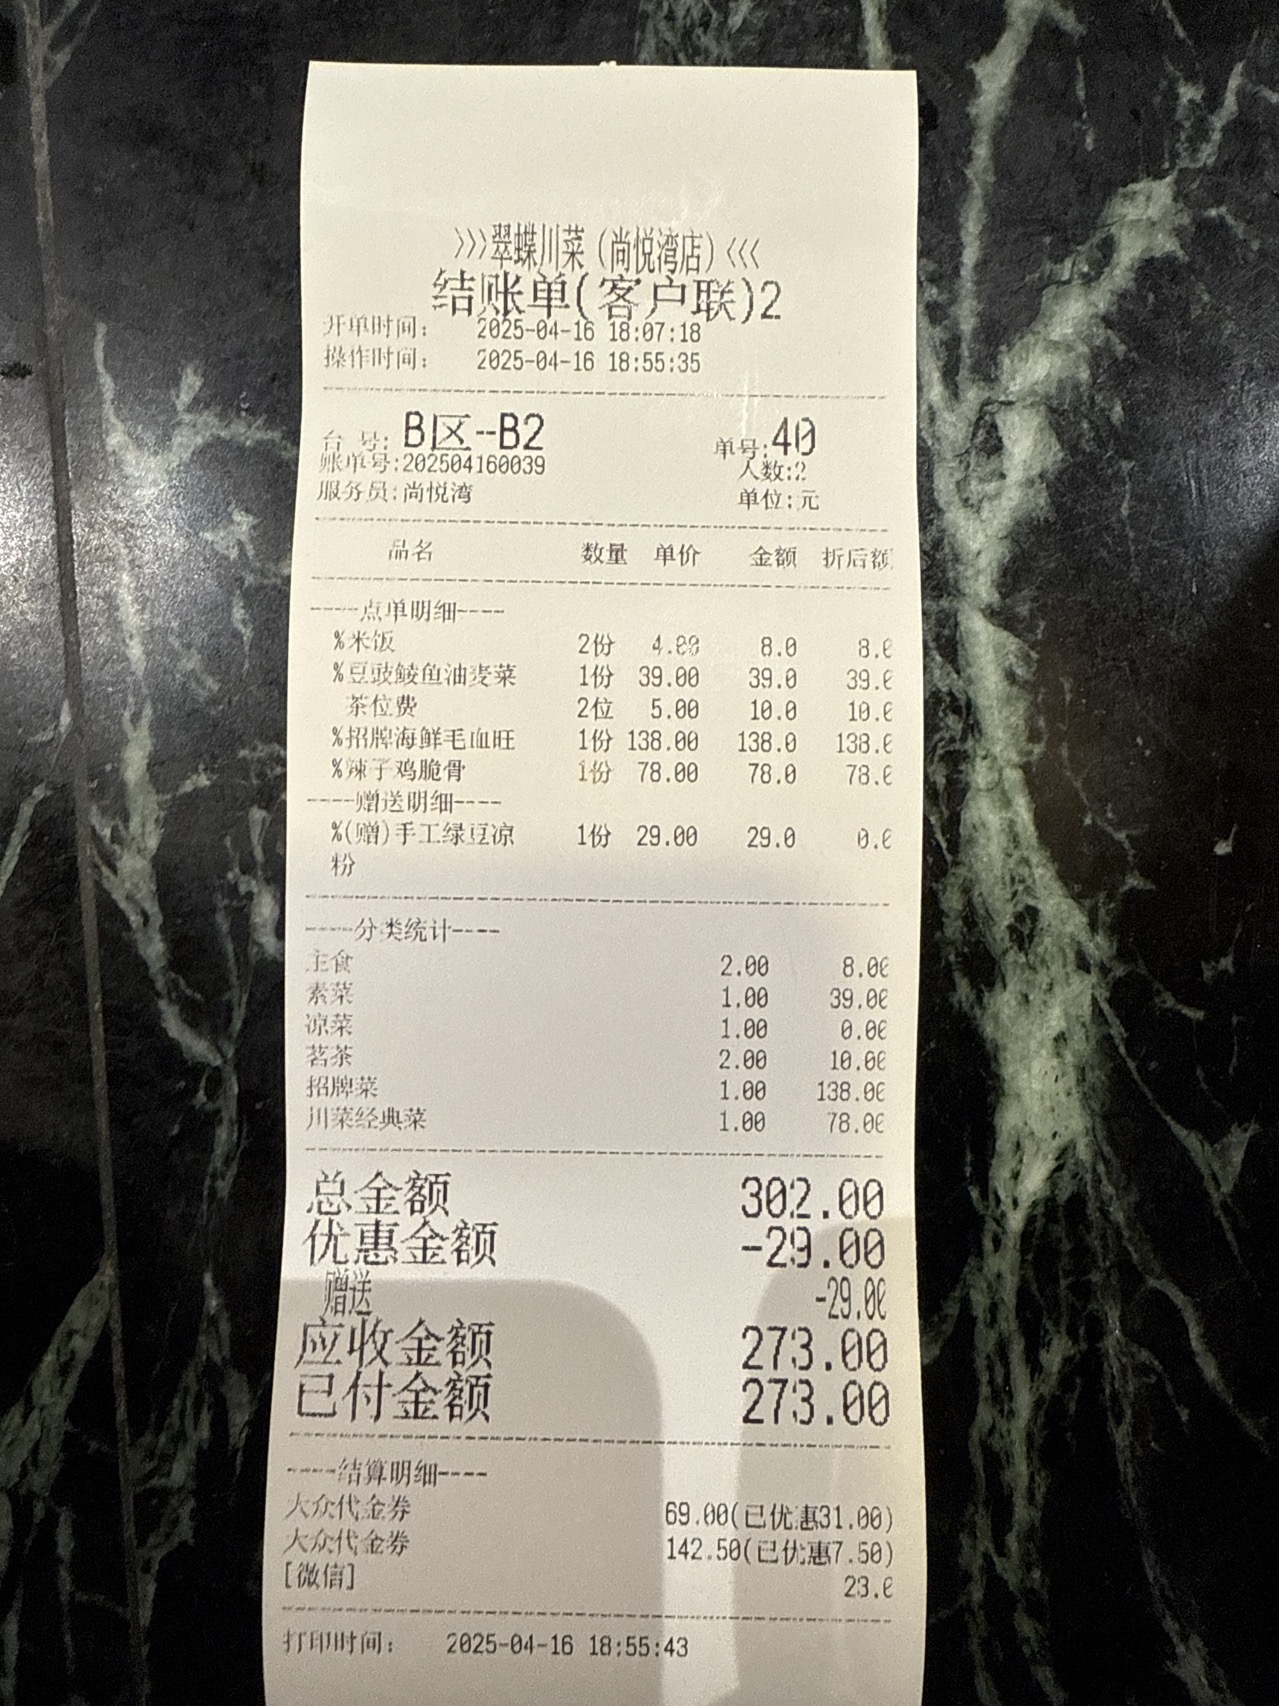 >>>翠蝶川菜(尚悦湾店)<<<
结账单(客户联)2
开单时间: 2025-04-16 18:07:18
操作时间: 2025-04-16 18:55:35
台 号: B区--B2 单号:40
账单号:202504160039 人数:2
服务员:尚悦湾 单位:元
品名 数量 单价 金额 折后额
----点单明细----
%米饭 2份 4.00 8.0 8.0
%豆豉鲮鱼油麦菜 1份 39.00 39.0 39.0
茶位费 2位 5.00 10.0 10.0
%招牌海鲜毛血旺 1份 138.00 138.0 138.0
%辣子鸡脆骨 1份 78.00 78.0 78.0
----赠送明细----
%(赠)手工绿豆凉 1份 29.00 29.0 0.0
粉
----分类统计----
主食 2.00 8.00
素菜 1.00 39.00
凉菜 1.00 0.00
茗茶 2.00 10.00
招牌菜 1.00 138.00
川菜经典菜 1.00 78.00
总金额 302.00
优惠金额 -29.00
赠送 -29.00
应收金额 273.00
已付金额 273.00
----结算明细----
大众代金券 69.00(已优惠31.00)
大众代金券 142.50(已优惠7.50)
[微信] 23.0
打印时间: 2025-04-16 18:55:43